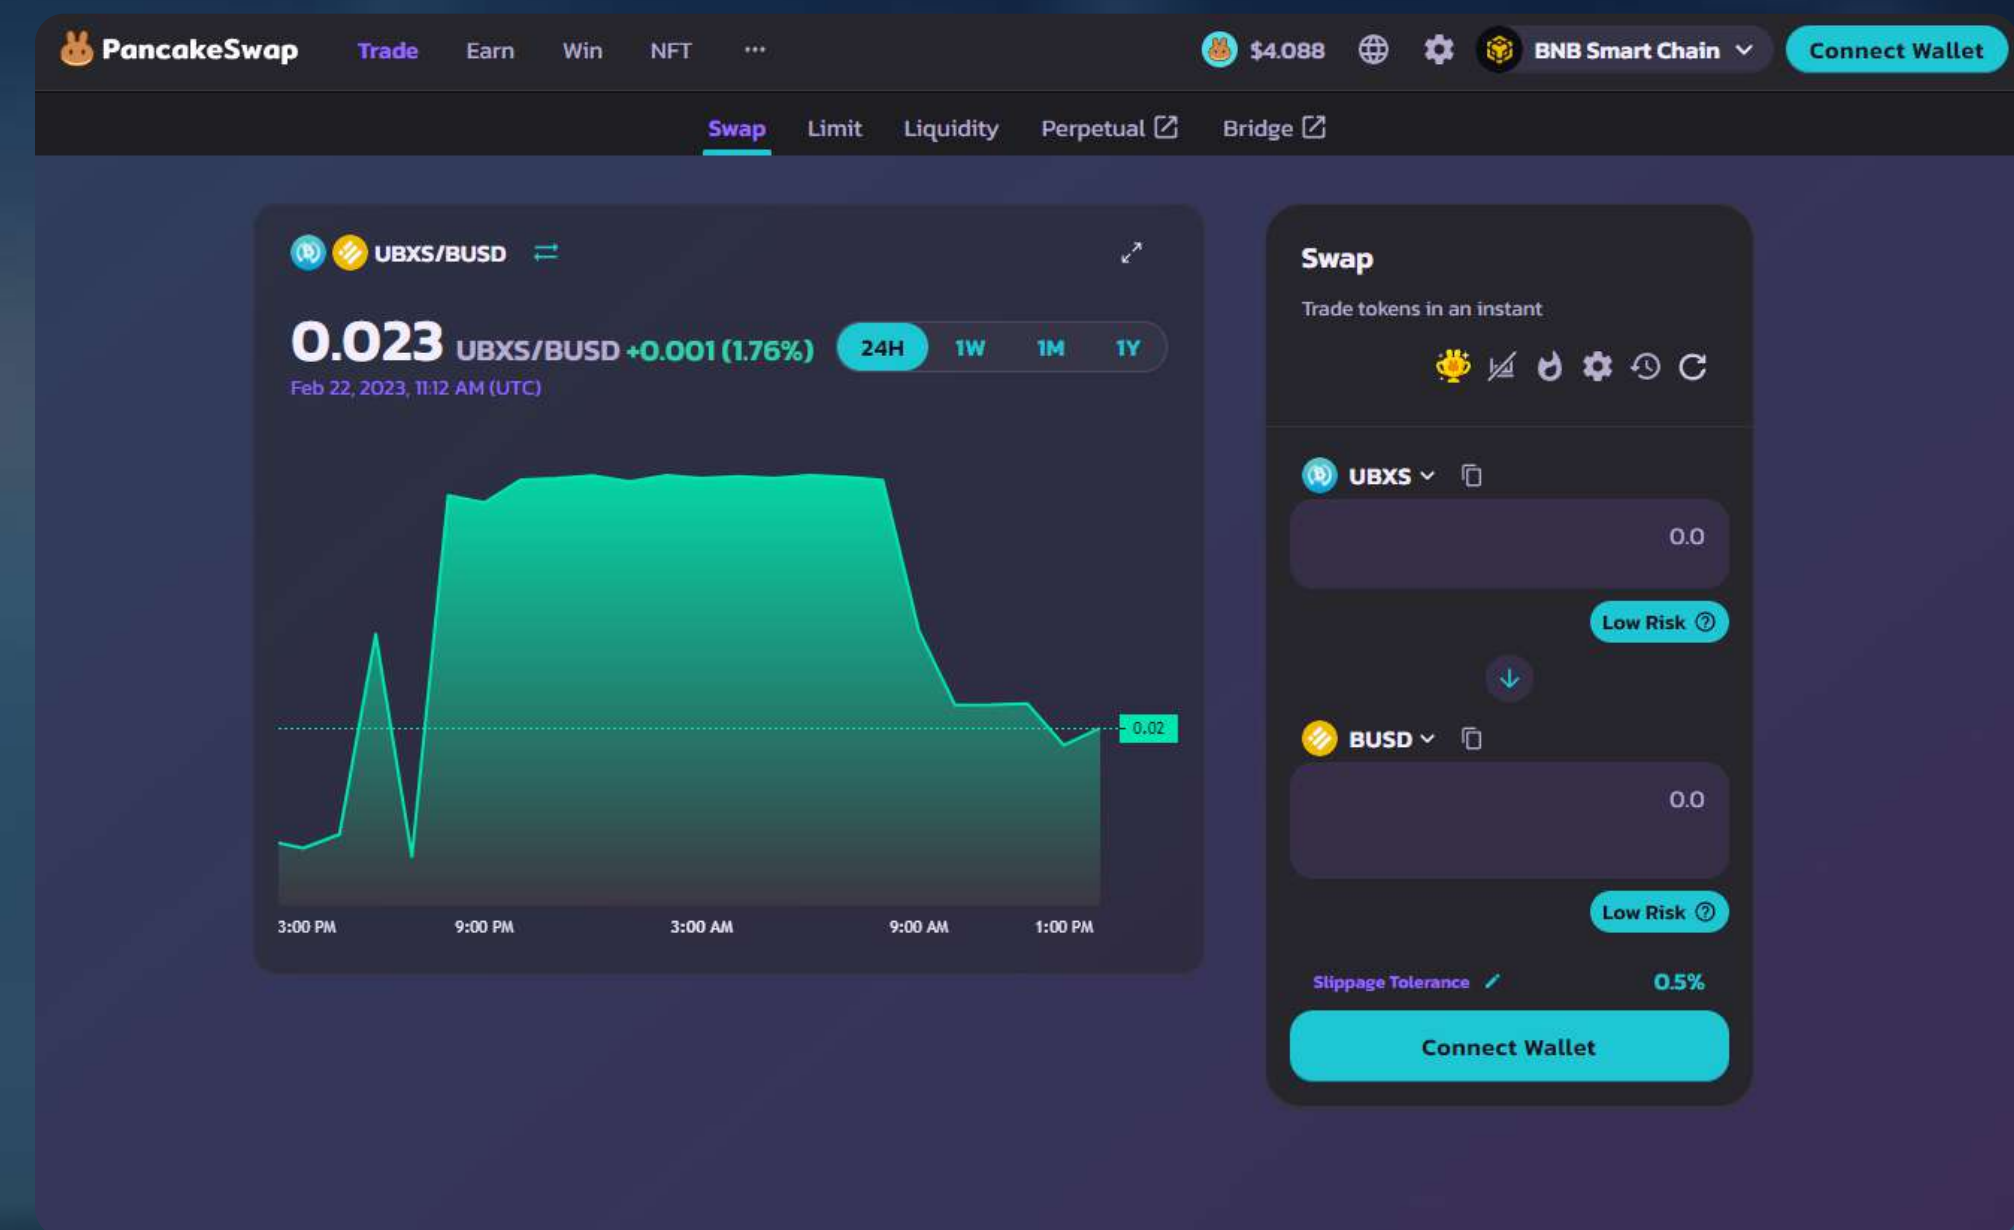 PancakeSwap Trade Earn Win NFT ... $4.088 BNB Smart Chain Connect Wallet
Swap Limit Liquidity Perpetual Bridge
UBXS/BUSD
0.023 UBXS/BUSD +0.001 (1.76%) 24H 1W 1M 1Y
Feb 22, 2023, 11:12 AM (UTC)
0.02
3:00 PM 9:00 PM 3:00 AM 9:00 AM 1:00 PM
Swap
Trade tokens in an instant
UBXS
0.0
Low Risk
BUSD
0.0
Low Risk
Slippage Tolerance 0.5%
Connect Wallet